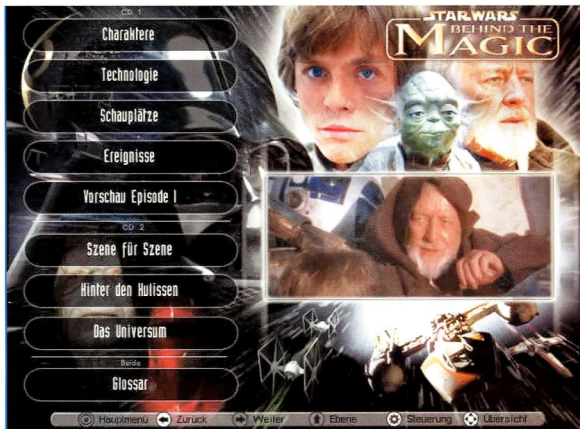 CD 1
Charaktere
Technologie
Schauplätze
Ereignisse
Vorschau Episode I
CD 2
Szene für Szene
Hinter den Kulissen
Das Universum
Beide
Glossar
STAR WARS
BEHIND THE
MAGIC
Hauptmenü Zurück Weiter Ebene Steuerung Übersicht